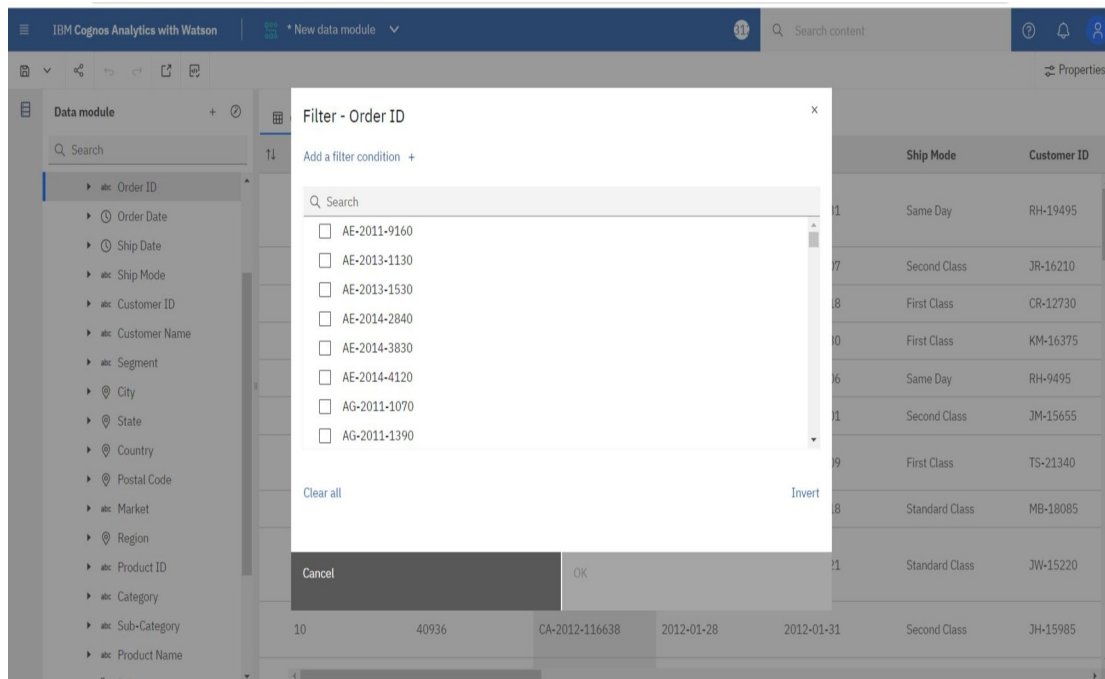 IBM Cognos Analytics with Watson
* New data module
Search content
Properties
Data module
Search
Order ID
Order Date
Ship Date
Ship Mode
Customer ID
Customer Name
Segment
City
State
Country
Postal Code
Market
Region
Product ID
Category
Sub-Category
Product Name
Filter - Order ID
Add a filter condition +
Search
AE-2011-9160
AE-2013-1130
AE-2013-1530
AE-2014-2840
AE-2014-3830
AE-2014-4120
AG-2011-1070
AG-2011-1390
Clear all
Invert
Cancel
OK
Ship Mode Customer ID
Same Day RH-19495
Second Class JR-16210
First Class CR-12730
First Class KM-16375
Same Day RH-9495
Second Class JM-15655
First Class TS-21340
Standard Class MB-18085
Standard Class JW-15220
10 40936 CA-2012-116638 2012-01-28 2012-01-31 Second Class JH-15985